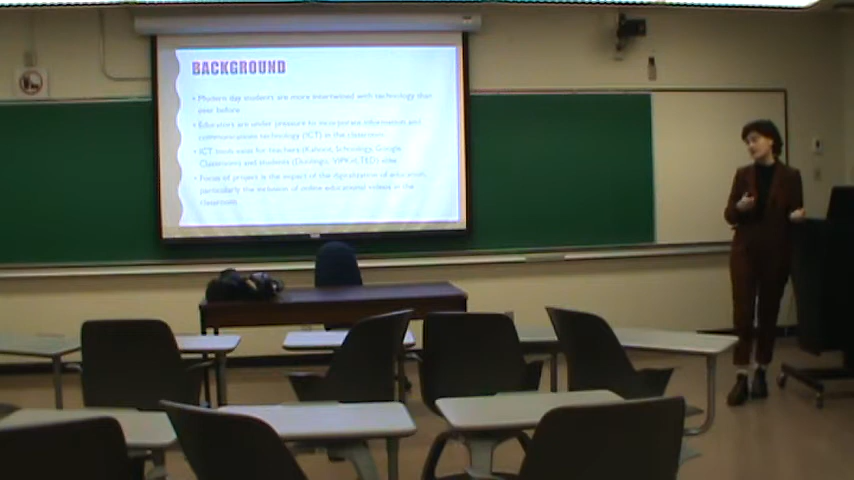 BACKGROUND
• Modern day students are more intertwined with technology than
ever before
• Educators are under pressure to incorporate information and
communications technology (ICT) in the classroom
• ICT tools exist for teachers (Kahoot, Schoology, Google
Classroom) and students (Duolingo, VIPKid, TED)
• Focus of project is the impact of the digitalization of education,
particularly the inclusion of online educational videos in the
classroom